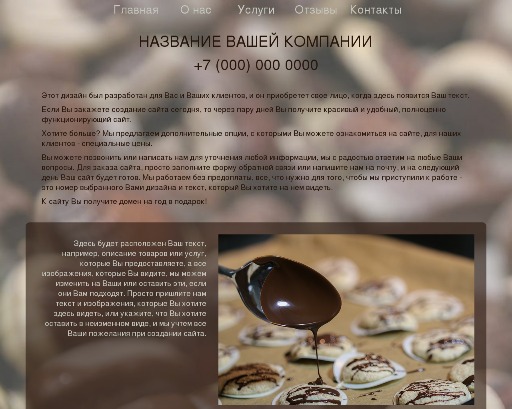 Главная О нас Услуги Отзывы Контакты
НАЗВАНИЕ ВАШЕЙ КОМПАНИИ
+7 (000) 000 0000
Этот дизайн был разработан для Вас и Ваших клиентов, и он приобретет свое лицо, когда здесь появится Ваш текст.
Если Вы закажете создание сайта сегодня, то через пару дней Вы получите красивый и удобный, полноценно
функционирующий сайт.
Хотите больше? Мы предлагаем дополнительные опции, с которыми Вы можете ознакомиться на сайте, для наших
клиентов - специальные цены.
Вы можете позвонить или написать нам для уточнения любой информации, мы с радостью ответим на любые Ваши
вопросы. Для заказа сайта, просто заполните форму обратной связи или напишите нам на почту, и на следующий
день Ваш сайт будет готов. Мы работаем без предоплаты, все, что нужно для того, чтобы мы приступили к работе -
это номер выбранного Вами дизайна и текст, который Вы хотите на нем видеть.
К сайту Вы получите домен на год в подарок!
Здесь будет расположен Ваш текст,
например, описание товаров или услуг,
которые Вы предоставляете, а все
изображения, которые Вы видите, мы можем
изменить на Ваши или оставить эти, если
они Вам подходят. Просто пришлите нам
текст и изображения, которые Вы хотите
здесь видеть, или укажите, что Вы хотите
оставить в неизменном виде, и мы учтем все
Ваши пожелания при создании сайта.